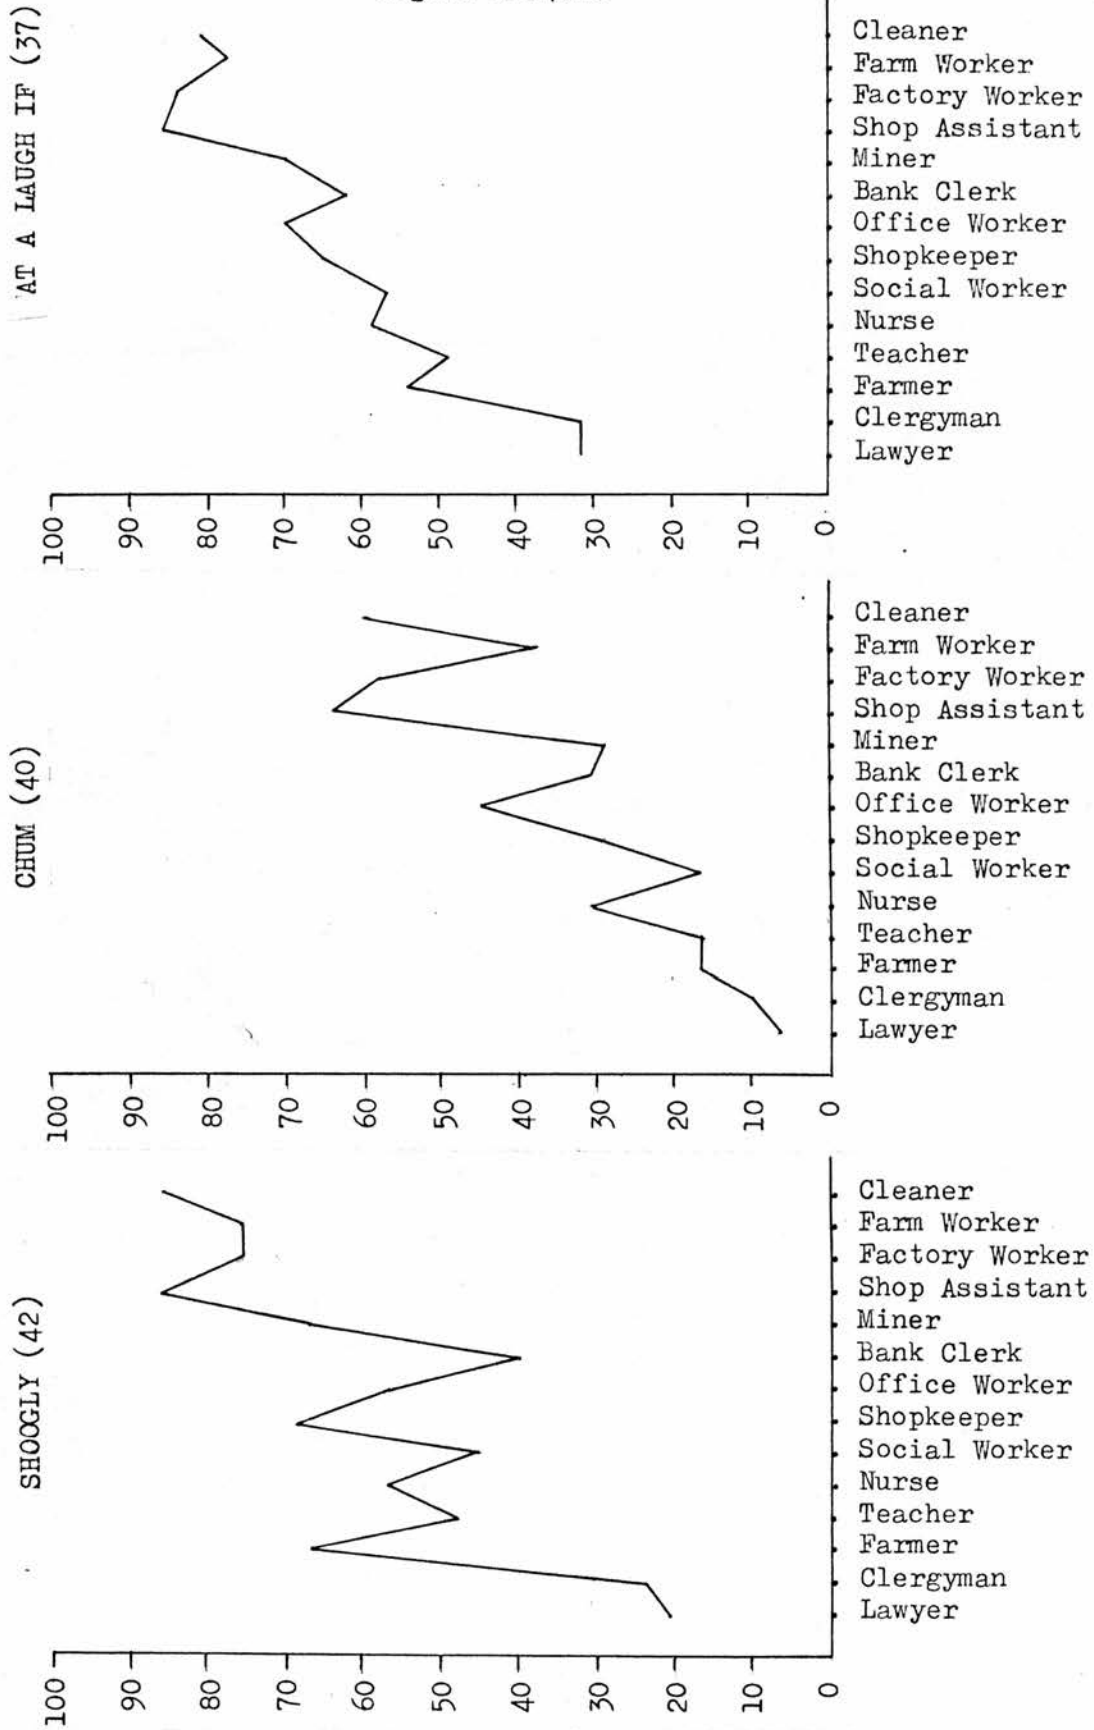 AT A LAUGH IF (37)
Cleaner
Farm Worker
Factory Worker
Shop Assistant
Miner
Bank Clerk
Office Worker
Shopkeeper
Social Worker
Nurse
Teacher
Farmer
Clergyman
Lawyer
100
90
80
70
60
50
40
30
20
10
0
CHUM (40)
Cleaner
Farm Worker
Factory Worker
Shop Assistant
Miner
Bank Clerk
Office Worker
Shopkeeper
Social Worker
Nurse
Teacher
Farmer
Clergyman
Lawyer
100
90
80
70
60
50
40
30
20
10
0
SHOOGLY (42)
Cleaner
Farm Worker
Factory Worker
Shop Assistant
Miner
Bank Clerk
Office Worker
Shopkeeper
Social Worker
Nurse
Teacher
Farmer
Clergyman
Lawyer
100
90
80
70
60
50
40
30
20
10
0